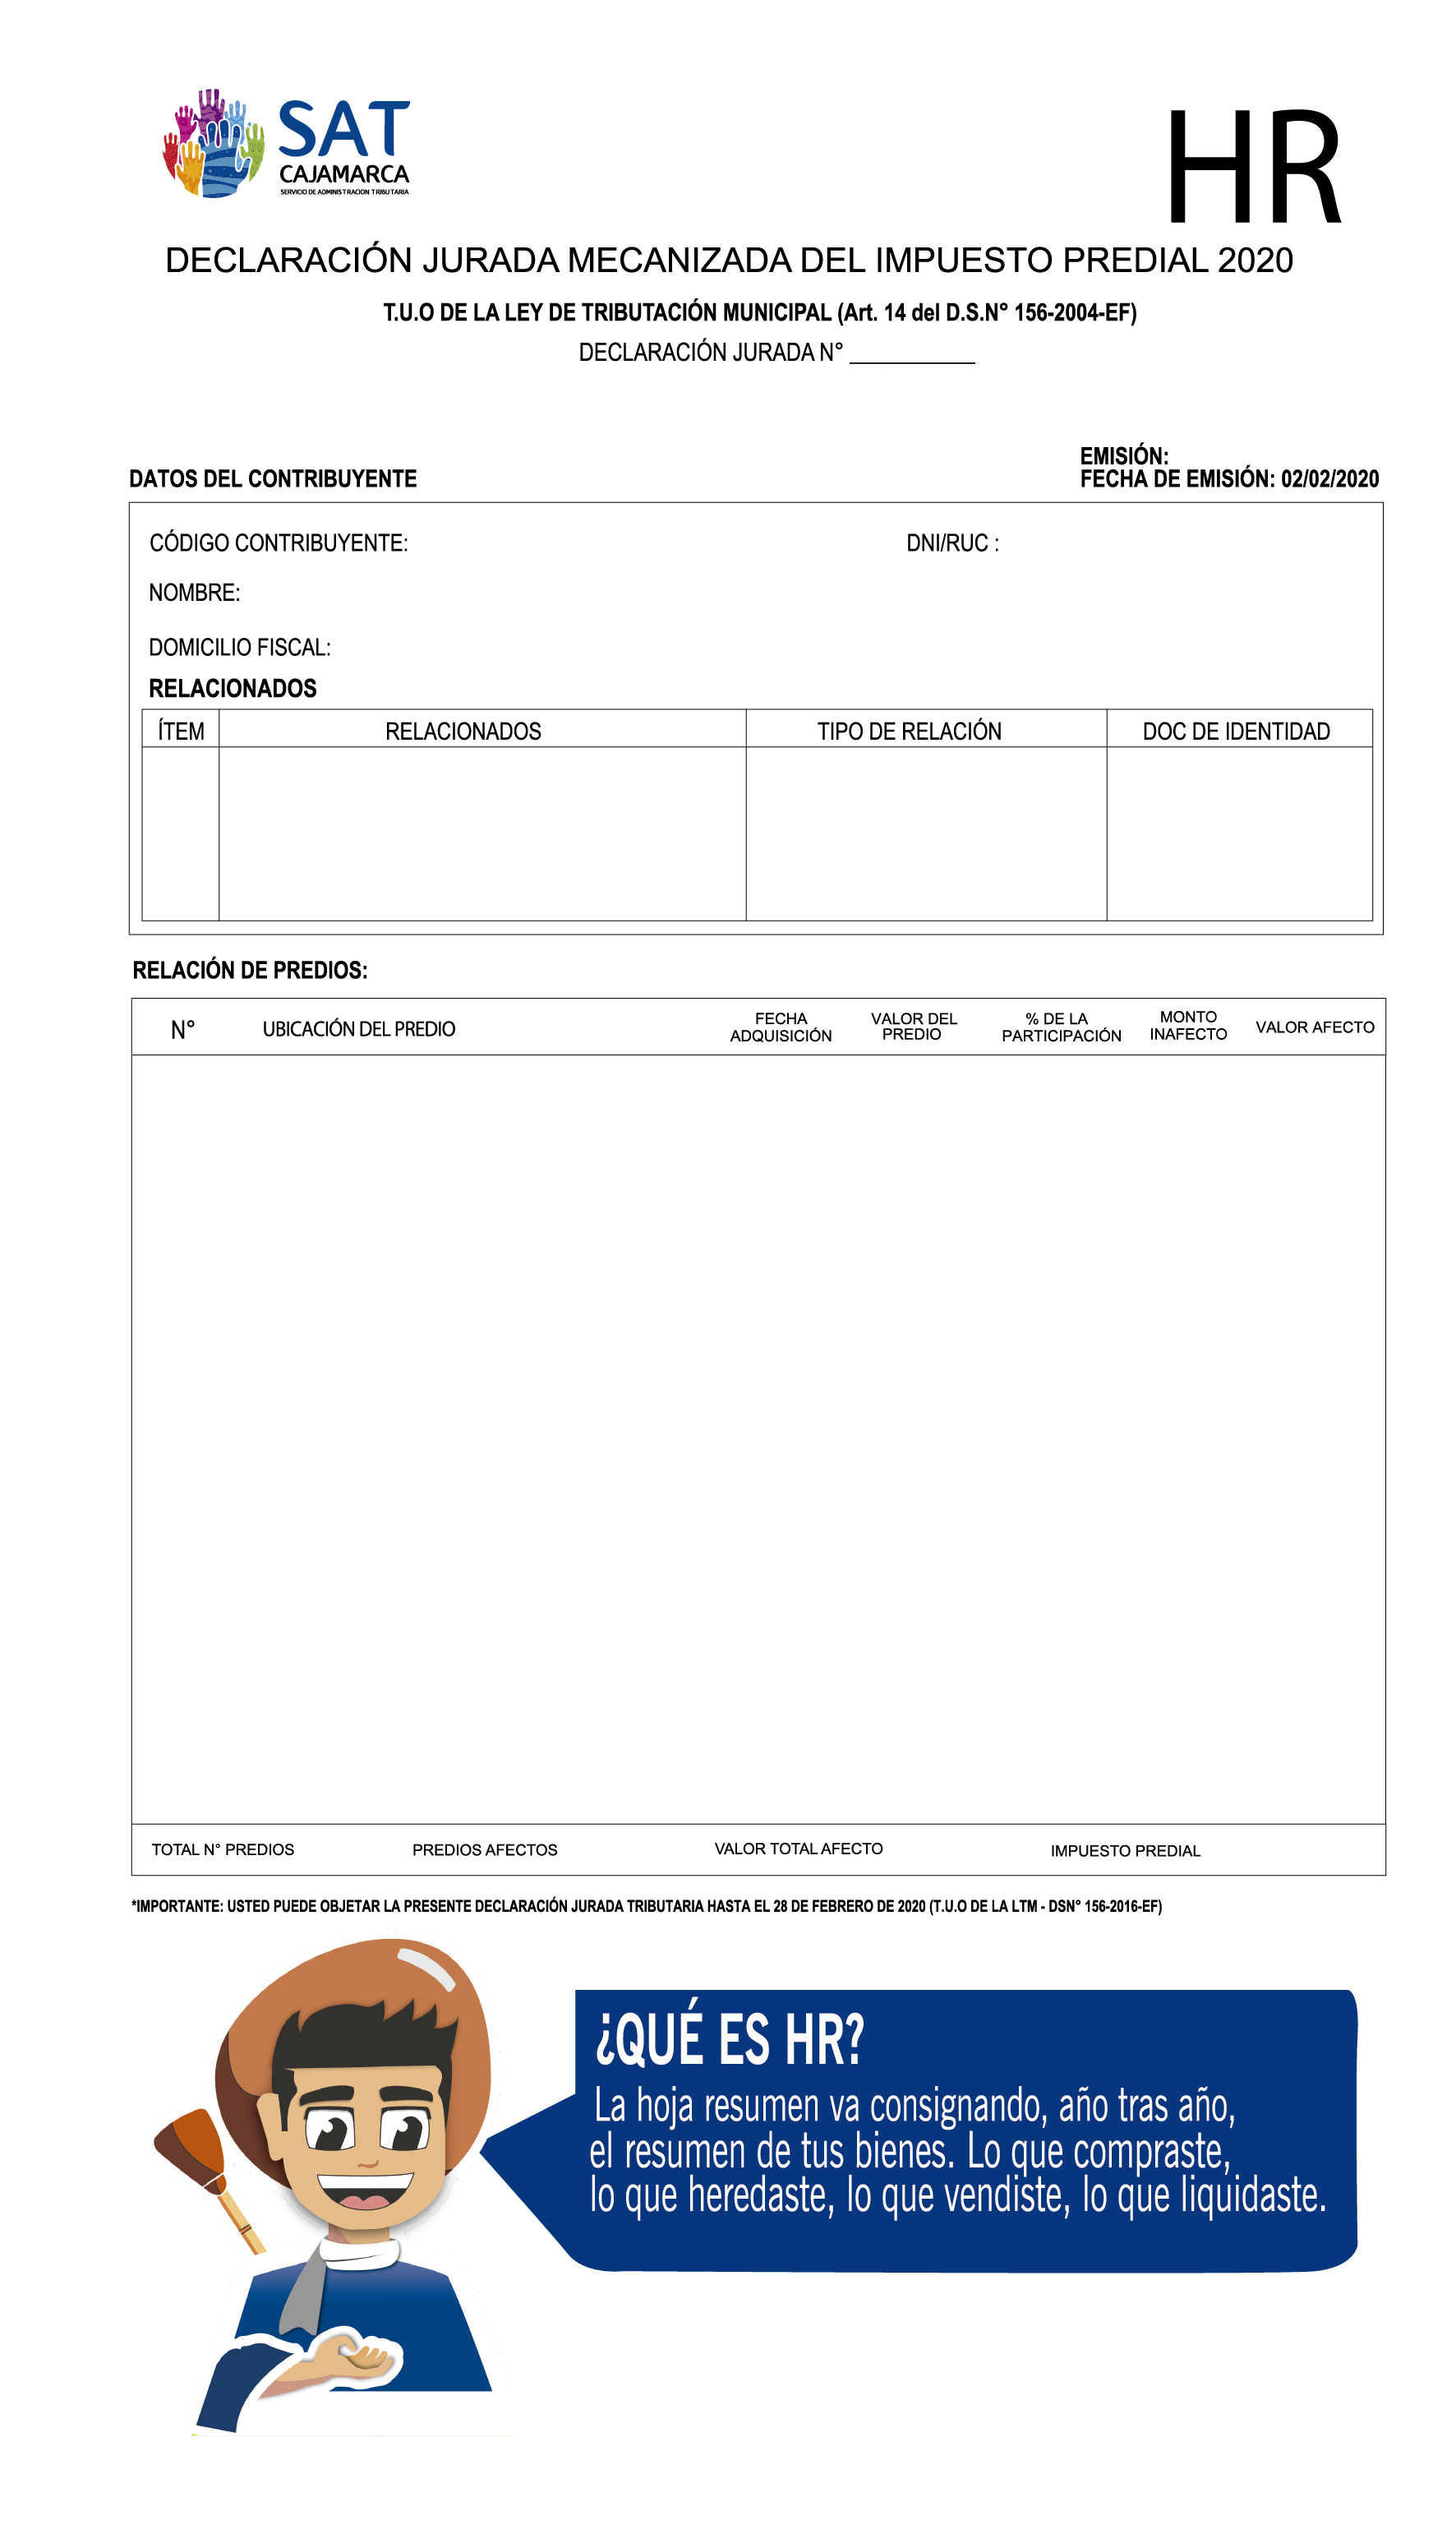 SAT
CAJAMARCA
SERVICIO DE ADMINISTRACION TRIBUTARIA
HR
DECLARACIÓN JURADA MECANIZADA DEL IMPUESTO PREDIAL 2020
T.U.O DE LA LEY DE TRIBUTACIÓN MUNICIPAL (Art. 14 del D.S.N° 156-2004-EF)
DECLARACIÓN JURADA N° __________
EMISIÓN:
DATOS DEL CONTRIBUYENTE FECHA DE EMISIÓN: 02/02/2020
CÓDIGO CONTRIBUYENTE: DNI/RUC :
NOMBRE:
DOMICILIO FISCAL:
RELACIONADOS
ÍTEM RELACIONADOS TIPO DE RELACIÓN DOC DE IDENTIDAD
RELACIÓN DE PREDIOS:
N° UBICACIÓN DEL PREDIO FECHA ADQUISICIÓN VALOR DEL PREDIO % DE LA PARTICIPACIÓN MONTO INAFECTO VALOR AFECTO
TOTAL N° PREDIOS PREDIOS AFECTOS VALOR TOTAL AFECTO IMPUESTO PREDIAL
*IMPORTANTE: USTED PUEDE OBJETAR LA PRESENTE DECLARACIÓN JURADA TRIBUTARIA HASTA EL 28 DE FEBRERO DE 2020 (T.U.O DE LA LTM - DSN° 156-2016-EF)
¿QUÉ ES HR?
La hoja resumen va consignando, año tras año,
el resumen de tus bienes. Lo que compraste,
lo que heredaste, lo que vendiste, lo que liquidaste.